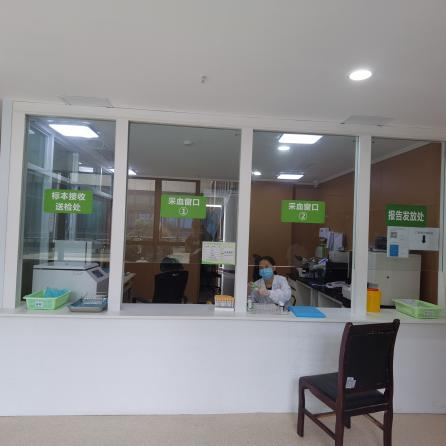 标本接收
送检处
采血窗口
①
采血窗口
②
报告发放处